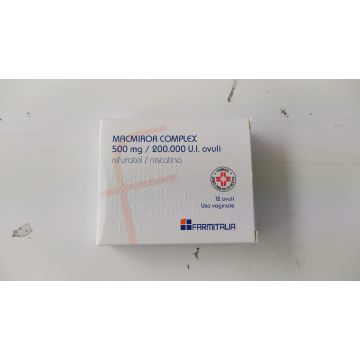 MACMIROR COMPLEX
500 mg / 200.000 U.I. ovuli
nifuratel / nistatina
12 ovuli
Uso vaginale
FARMITALIA